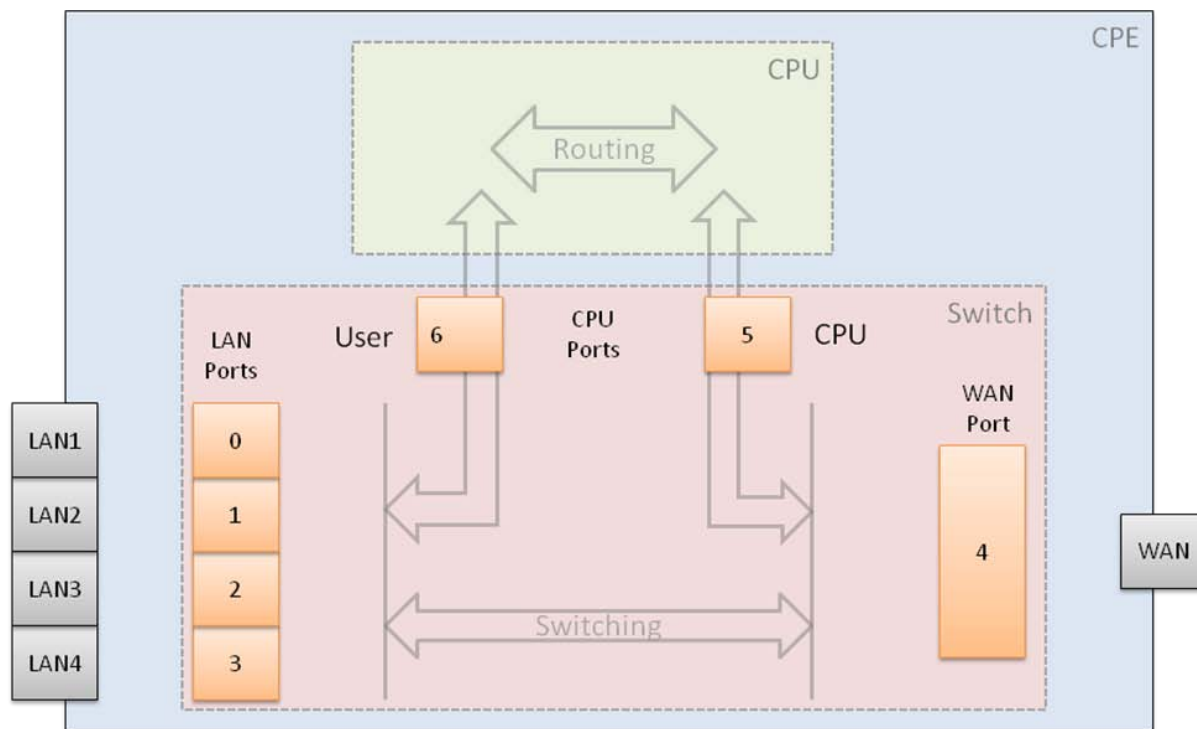 CPE
CPU
Routing
Switch
LAN
Ports
User
6
CPU
Ports
5
CPU
WAN
Port
LAN1
0
LAN2
1
LAN3
2
LAN4
3
4
WAN
Switching